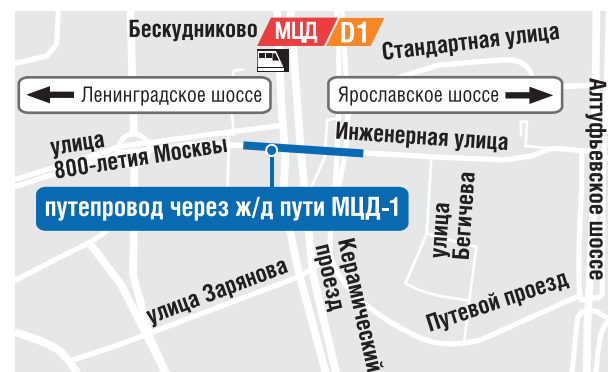 Бескудниково МЦД D1
Стандартная улица
Ленинградское шоссе
Ярославское шоссе
Алтуфьевское шоссе
улица
800-летия Москвы
Инженерная улица
путепровод через ж/д пути МЦД-1
улица
Бегичева
Керамический
проезд
улица Зарянова
Путевой проезд